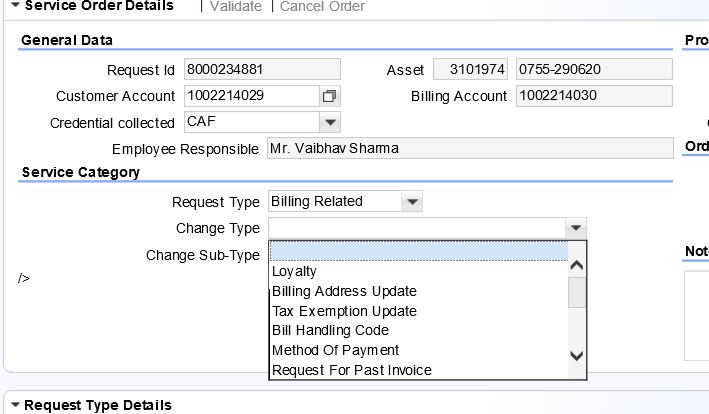 Service Order Details | Validate | Cancel Order
General Data Pro
Request Id 8000234881 Asset 3101974 0755-290620
Customer Account 1002214029 Billing Account 1002214030
Credential collected CAF
Employee Responsible Mr. Vaibhav Sharma Ord
Service Category
Request Type Billing Related
Change Type
Change Sub-Type Not
Loyalty
/>
Billing Address Update
Tax Exemption Update
Bill Handling Code
Method Of Payment
Request For Past Invoice
Request Type Details